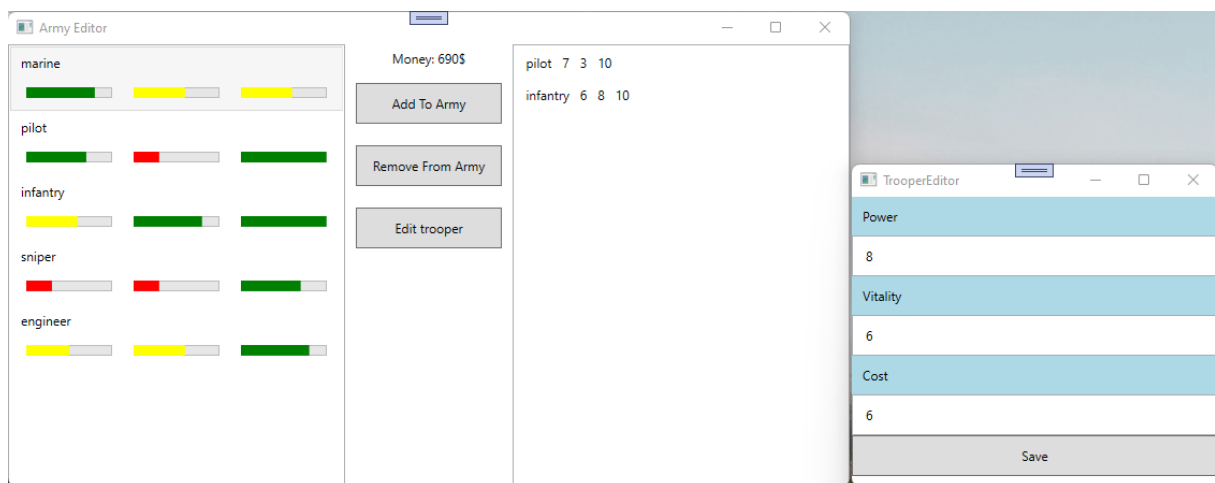 Army Editor
marine
pilot
infantry
sniper
engineer
Money: 690$
Add To Army
Remove From Army
Edit trooper
pilot 7 3 10
infantry 6 8 10
TrooperEditor
Power
8
Vitality
6
Cost
6
Save